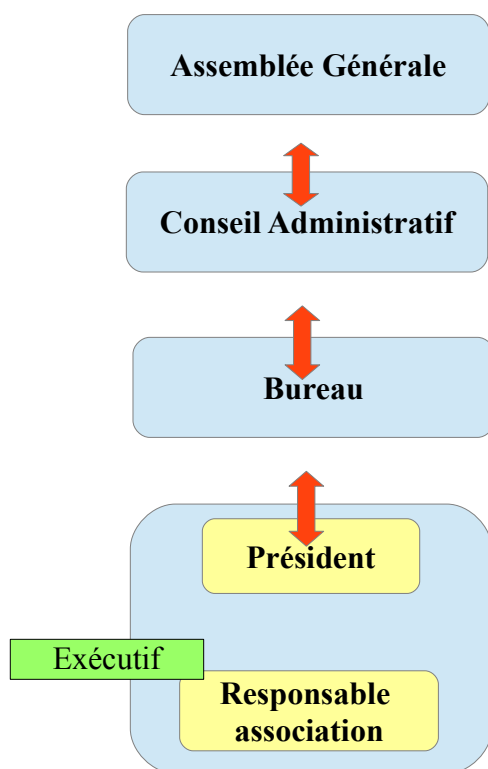 Assemblée Générale
Conseil Administratif
Bureau
Président
Exécutif
Responsable
association